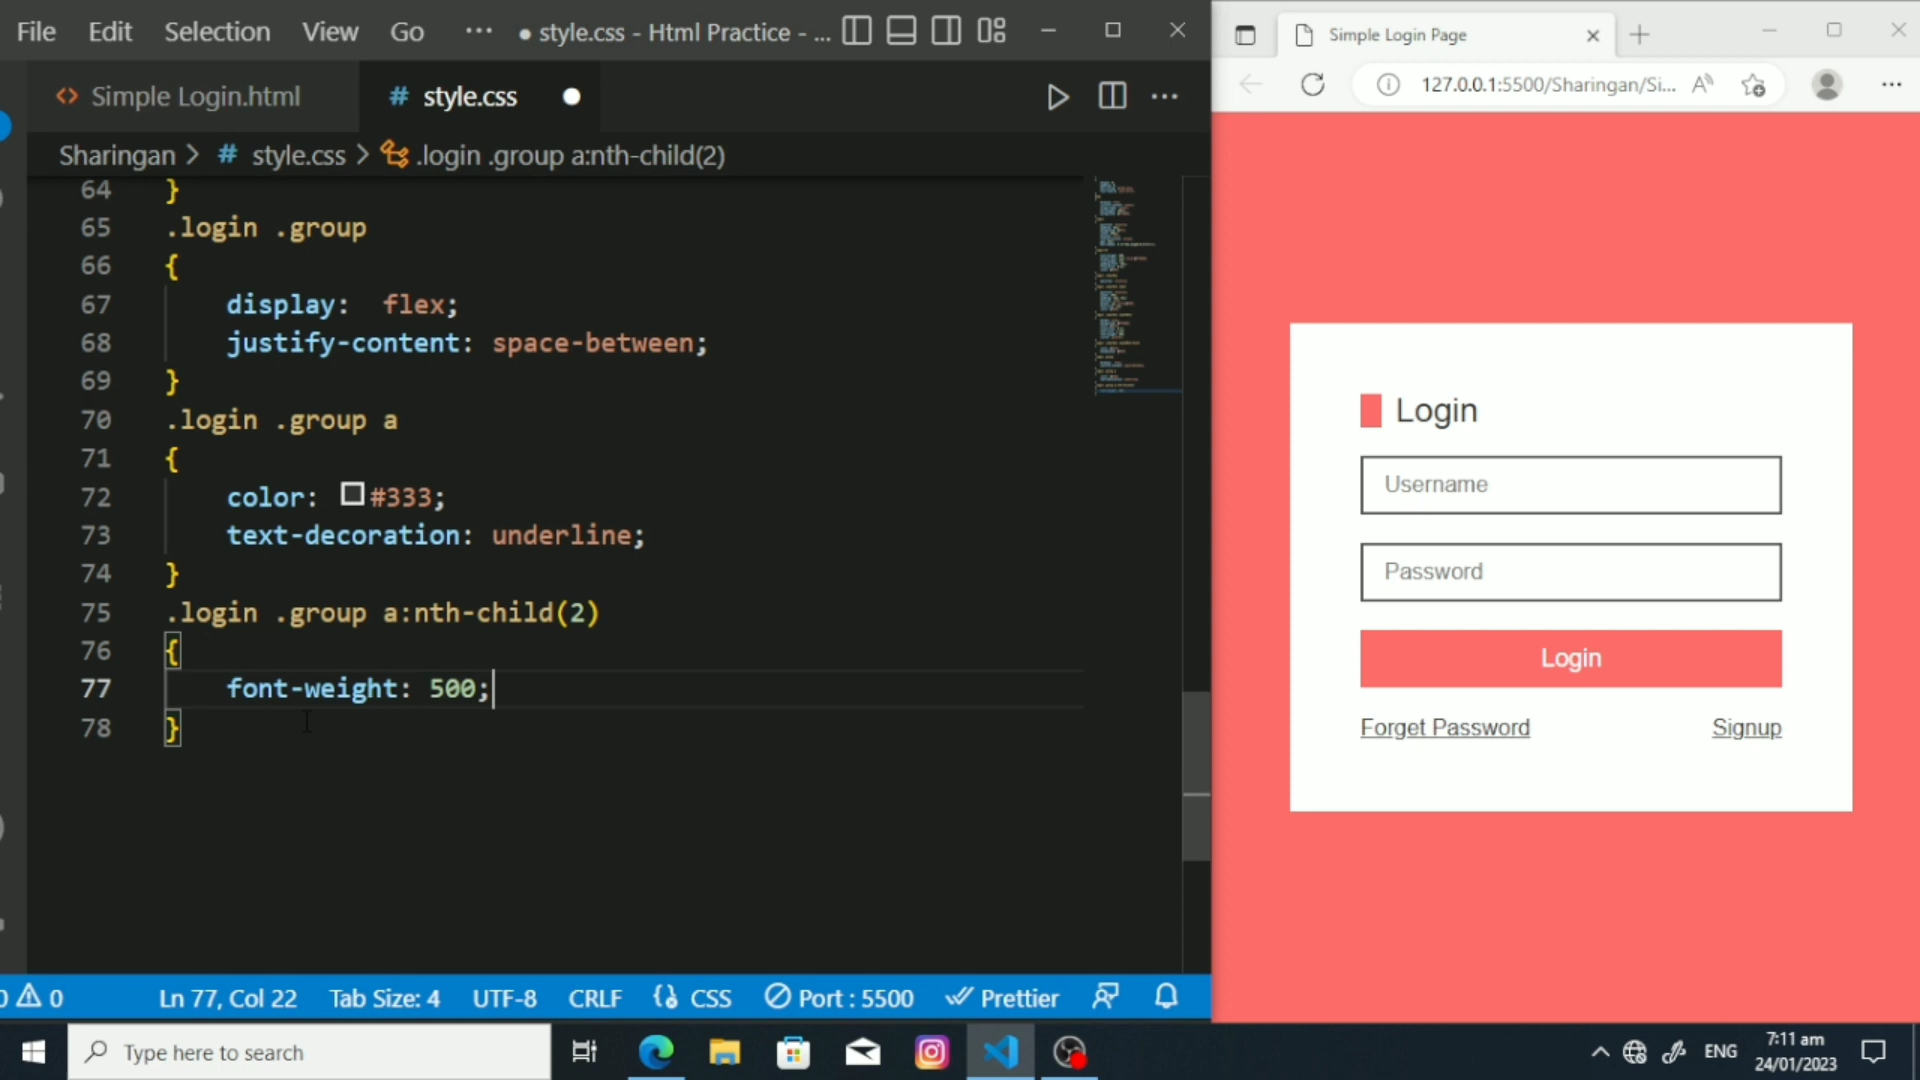 File Edit Selection View Go ··· ● style.css - Html Practice - ...
Simple Login.html # style.css ●
Sharingan > # style.css > .login .group a:nth-child(2)
64 }
65 .login .group
66 {
67 display:  flex;
68 justify-content: space-between;
69 }
70 .login .group a
71 {
72 color: #333;
73 text-decoration: underline;
74 }
75 .login .group a:nth-child(2)
76 {
77 font-weight: 500;
78 }
0 Ln 77, Col 22 Tab Size: 4 UTF-8 CRLF CSS Port : 5500 Prettier
Simple Login Page
127.0.0.1:5500/Sharingan/Si...
Login
Username
Password
Login
Forget Password Signup
Type here to search
ENG
7:11 am
24/01/2023